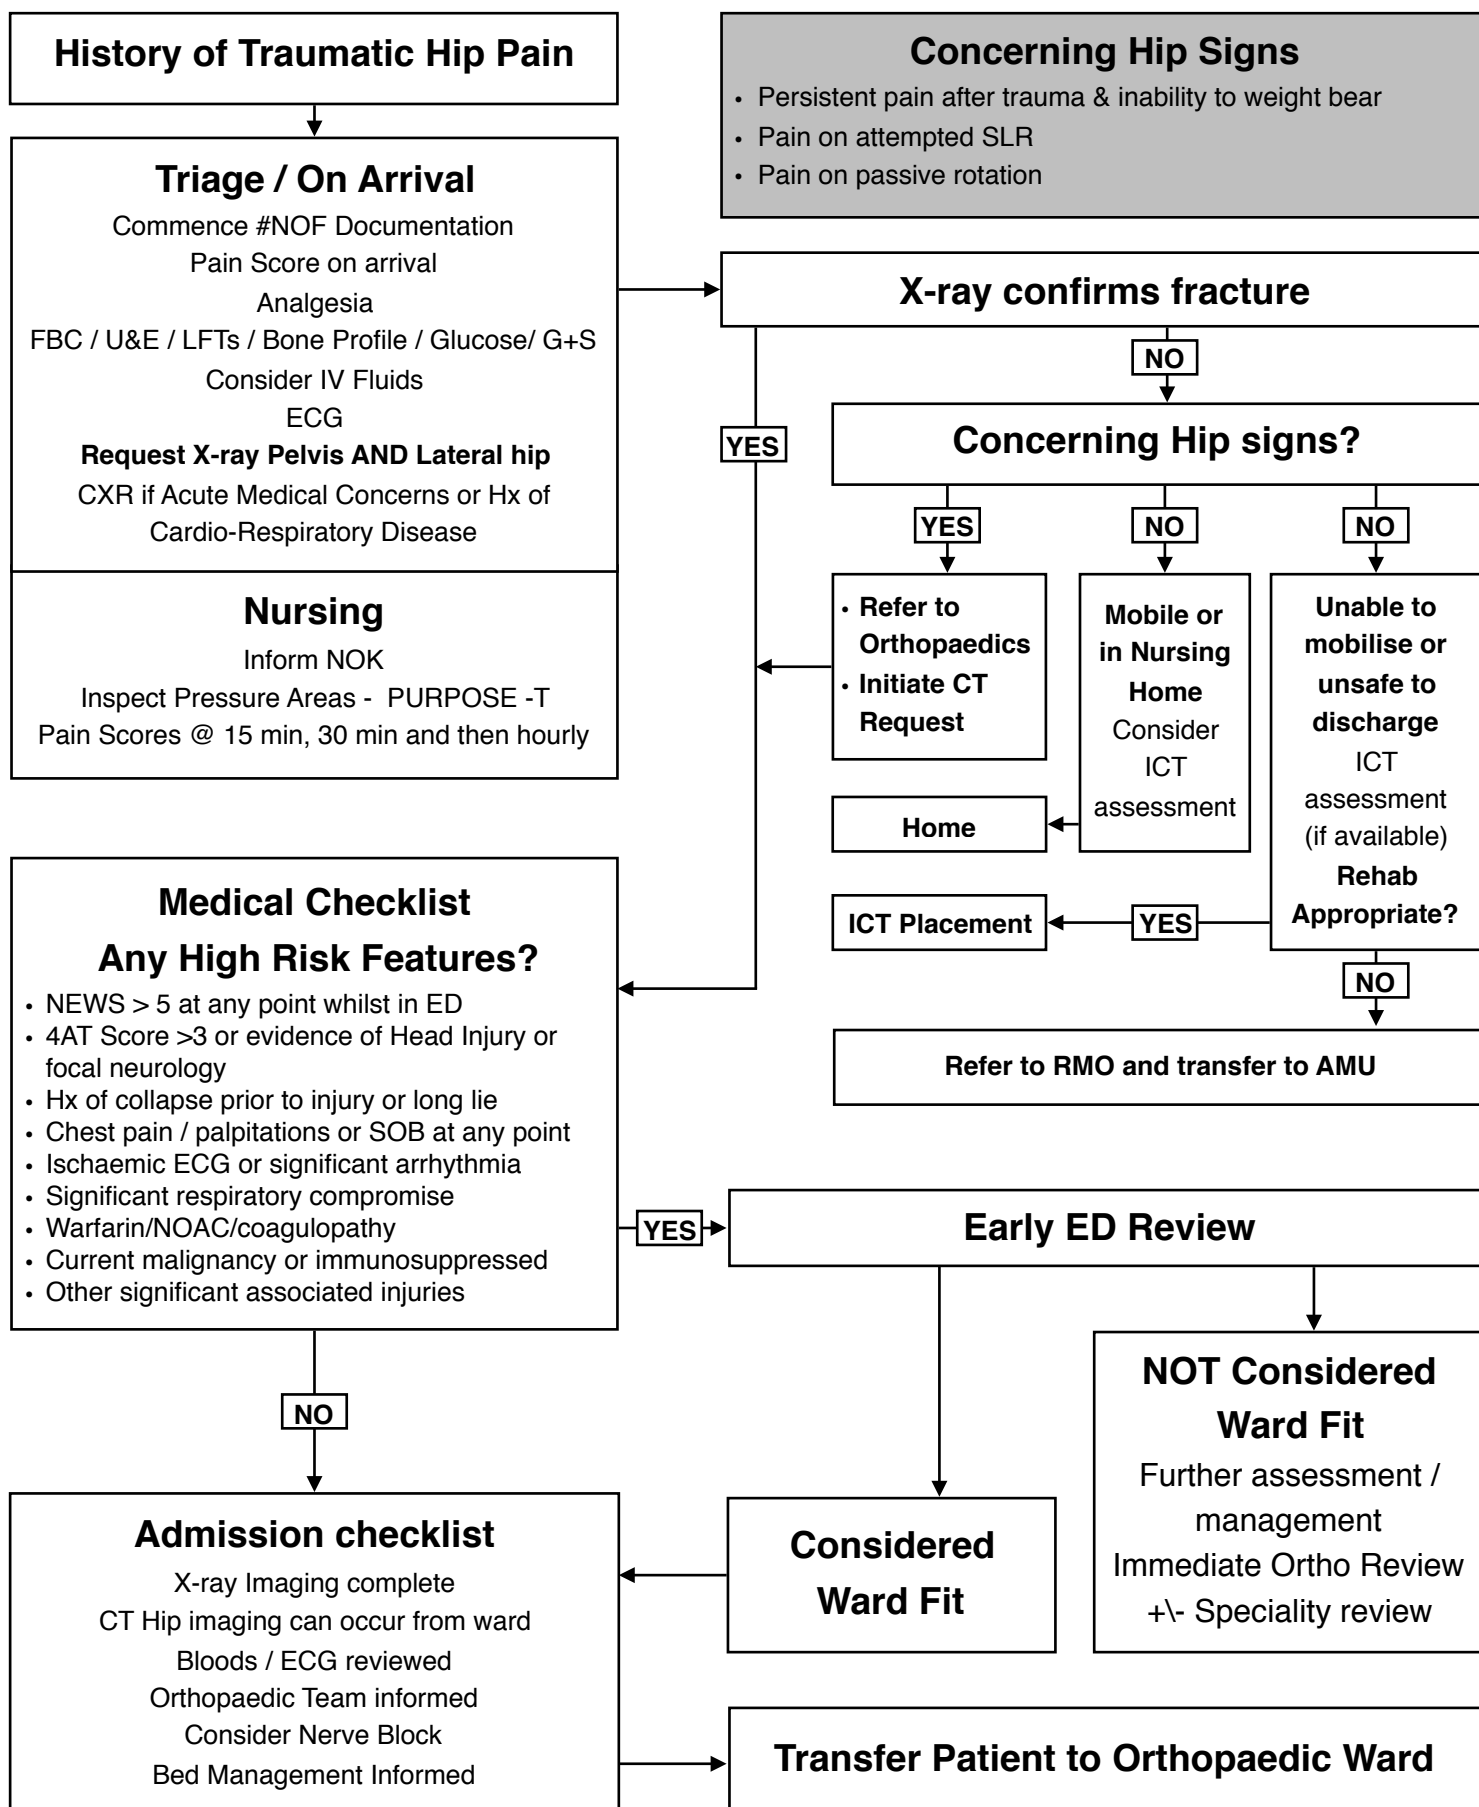 History of Traumatic Hip Pain
Concerning Hip Signs
• Persistent pain after trauma & inability to weight bear
• Pain on attempted SLR
• Pain on passive rotation
Triage / On Arrival
Commence #NOF Documentation
Pain Score on arrival
Analgesia
FBC / U&E / LFTs / Bone Profile / Glucose/ G+S
Consider IV Fluids
ECG
Request X-ray Pelvis AND Lateral hip
CXR if Acute Medical Concerns or Hx of
Cardio-Respiratory Disease
Nursing
Inform NOK
Inspect Pressure Areas - PURPOSE -T
Pain Scores @ 15 min, 30 min and then hourly
X-ray confirms fracture
YES
NO
Concerning Hip signs?
YES
NO
NO
• Refer to
Orthopaedics
• Initiate CT
Request
Mobile or
in Nursing
Home
Consider
ICT
assessment
Unable to
mobilise or
unsafe to
discharge
ICT
assessment
(if available)
Rehab
Appropriate?
Home
ICT Placement
YES
NO
Refer to RMO and transfer to AMU
Medical Checklist
Any High Risk Features?
• NEWS > 5 at any point whilst in ED
• 4AT Score >3 or evidence of Head Injury or
focal neurology
• Hx of collapse prior to injury or long lie
• Chest pain / palpitations or SOB at any point
• Ischaemic ECG or significant arrhythmia
• Significant respiratory compromise
• Warfarin/NOAC/coagulopathy
• Current malignancy or immunosuppressed
• Other significant associated injuries
YES
Early ED Review
NO
NOT Considered
Ward Fit
Further assessment /
management
Immediate Ortho Review
+\- Speciality review
Considered
Ward Fit
Admission checklist
X-ray Imaging complete
CT Hip imaging can occur from ward
Bloods / ECG reviewed
Orthopaedic Team informed
Consider Nerve Block
Bed Management Informed
Transfer Patient to Orthopaedic Ward